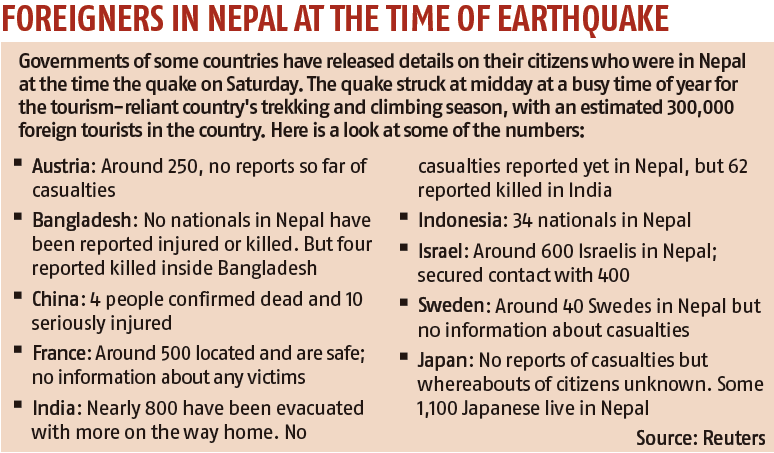 FOREIGNERS IN NEPAL AT THE TIME OF EARTHQUAKE
Governments of some countries have released details on their citizens who were in Nepal
at the time the quake on Saturday. The quake struck at midday at a busy time of year for
the tourism-reliant country's trekking and climbing season, with an estimated 300,000
foreign tourists in the country. Here is a look at some of the numbers:
▪ Austria: Around 250, no reports so far of
casualties
▪ Bangladesh: No nationals in Nepal have
been reported injured or killed. But four
reported killed inside Bangladesh
▪ China: 4 people confirmed dead and 10
seriously injured
▪ France: Around 500 located and are safe;
no information about any victims
▪ India: Nearly 800 have been evacuated
with more on the way home. No
casualties reported yet in Nepal, but 62
reported killed in India
▪ Indonesia: 34 nationals in Nepal
▪ Israel: Around 600 Israelis in Nepal;
secured contact with 400
▪ Sweden: Around 40 Swedes in Nepal but
no information about casualties
▪ Japan: No reports of casualties but
whereabouts of citizens unknown. Some
1,100 Japanese live in Nepal
Source: Reuters